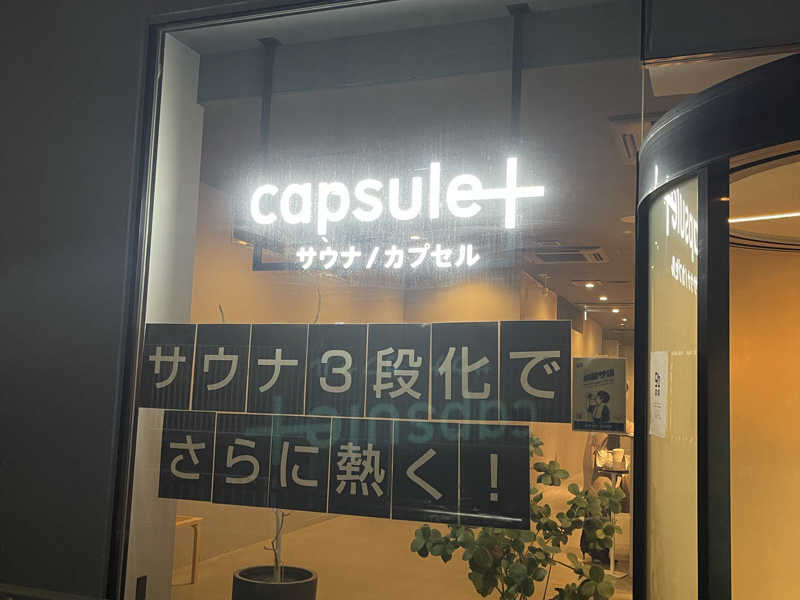 capsule+
サウナ/カプセル
サウナ3段化で
さらに熱く!